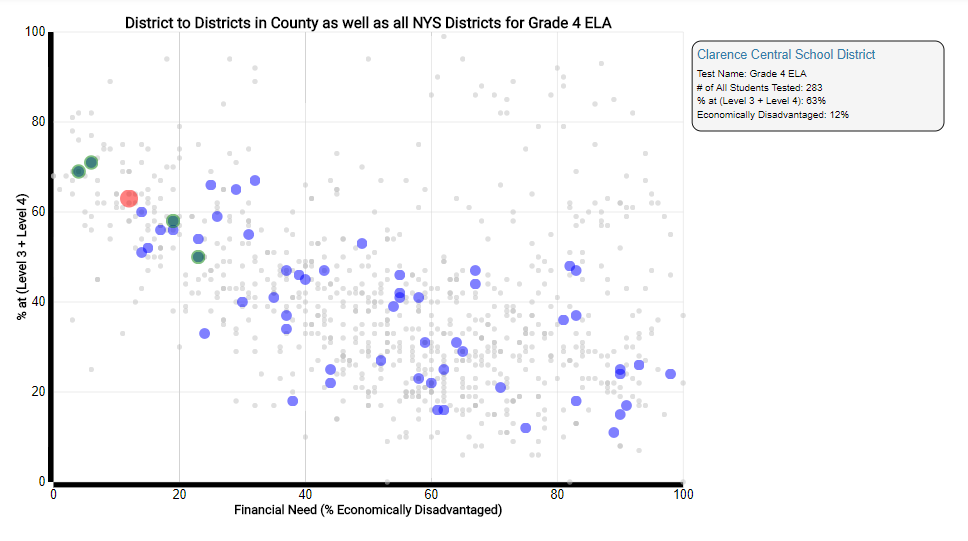 District to Districts in County as well as all NYS Districts for Grade 4 ELA
Clarence Central School District
Test Name: Grade 4 ELA
# of All Students Tested: 283
% at (Level 3 + Level 4): 63%
Economically Disadvantaged: 12%
% at (Level 3 + Level 4)
100
80
60
40
20
0
0 20 40 60 80 100
Financial Need (% Economically Disadvantaged)